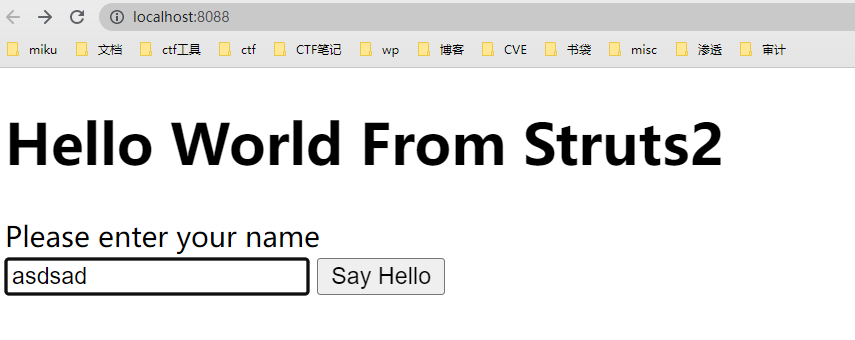 localhost:8088
miku 文档 ctf工具 ctf CTF笔记 wp 博客 CVE 书袋 misc 渗透 审计
Hello World From Struts2
Please enter your name
asdsad Say Hello